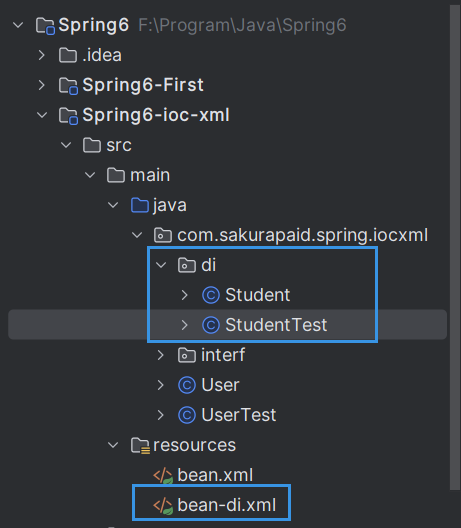 Spring6 F:\Program\Java\Spring6
.idea
Spring6-First
Spring6-ioc-xml
src
main
java
com.sakurapaid.spring.iocxml
di
Student
StudentTest
interf
User
UserTest
resources
bean.xml
bean-di.xml